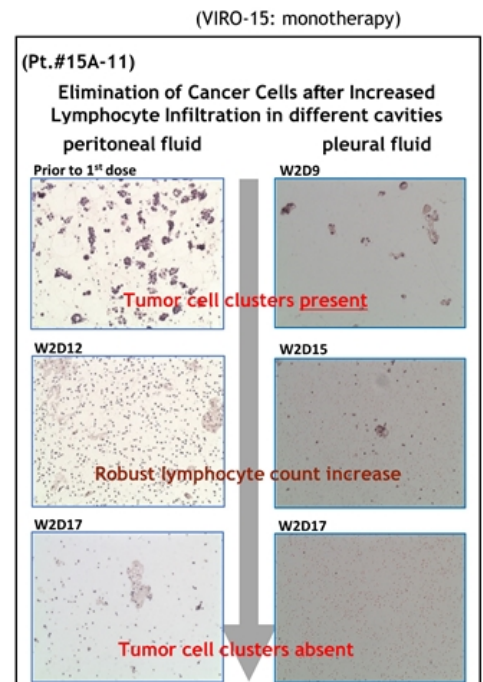 (VIRO-15: monotherapy)
(Pt.#15A-11)
Elimination of Cancer Cells after Increased
Lymphocyte Infiltration in different cavities
peritoneal fluid
pleural fluid
Prior to 1st dose
W2D9
Tumor cell clusters present
W2D12
W2D15
Robust lymphocyte count increase
W2D17
W2D17
Tumor cell clusters absent